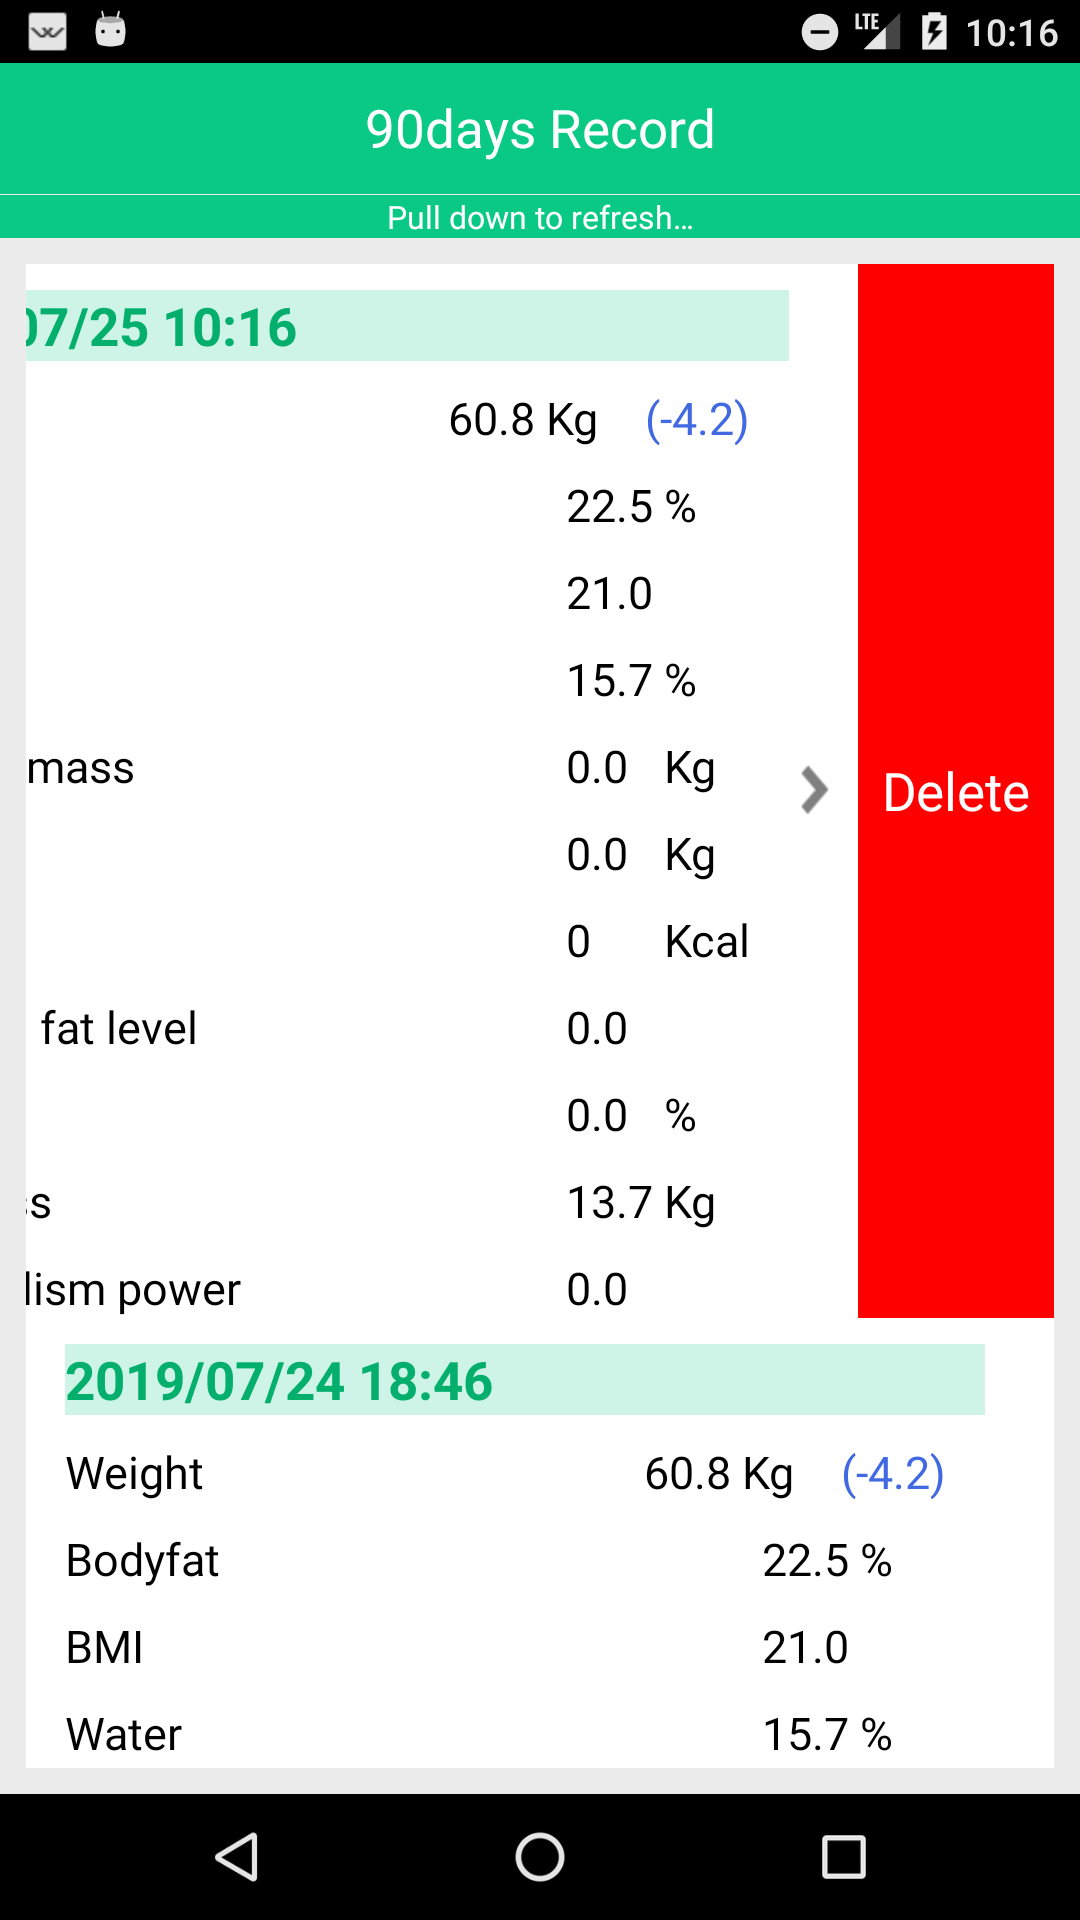 LTE 10:16
90days Record
Pull down to refresh...
07/25 10:16
60.8 Kg (-4.2)
22.5 %
21.0
15.7 %
mass 0.0 Kg
Delete
0.0 Kg
0 Kcal
fat level 0.0
0.0 %
s 13.7 Kg
lism power 0.0
2019/07/24 18:46
Weight 60.8 Kg (-4.2)
Bodyfat 22.5 %
BMI 21.0
Water 15.7 %